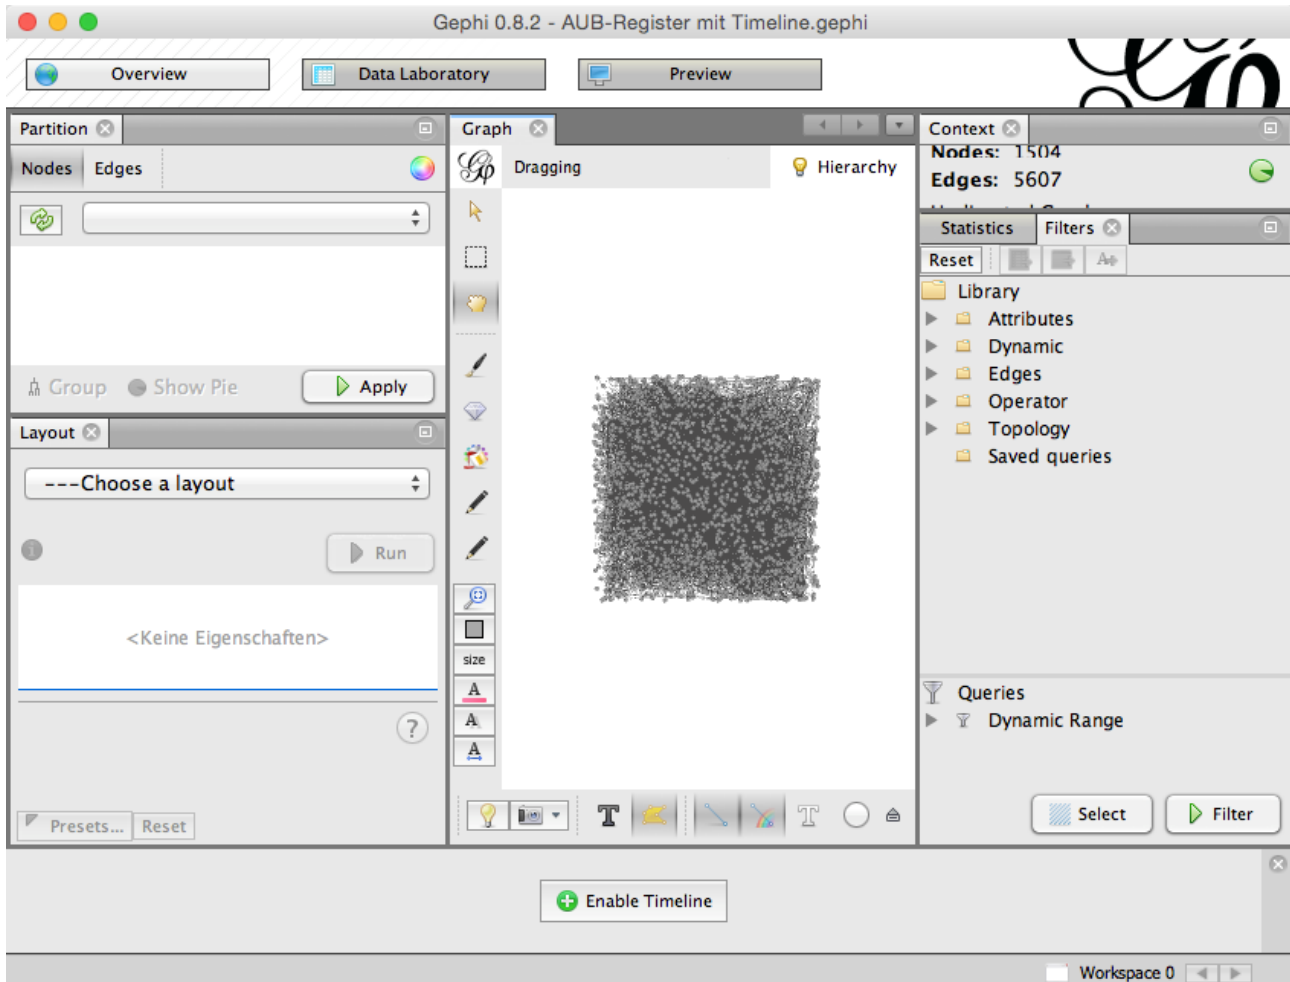 Gephi 0.8.2 - AUB-Register mit Timeline.gephi
Overview
Data Laboratory
Preview
Partition
Nodes Edges
Group Show Pie Apply
Layout
---Choose a layout
Run
<Keine Eigenschaften>
?
Presets... Reset
Graph
Dragging
Hierarchy
size
A
A
A
T
T
Context
Nodes: 1504
Edges: 5607
Statistics Filters
Reset
Library
Attributes
Dynamic
Edges
Operator
Topology
Saved queries
Queries
Dynamic Range
Select
Filter
Enable Timeline
Workspace 0